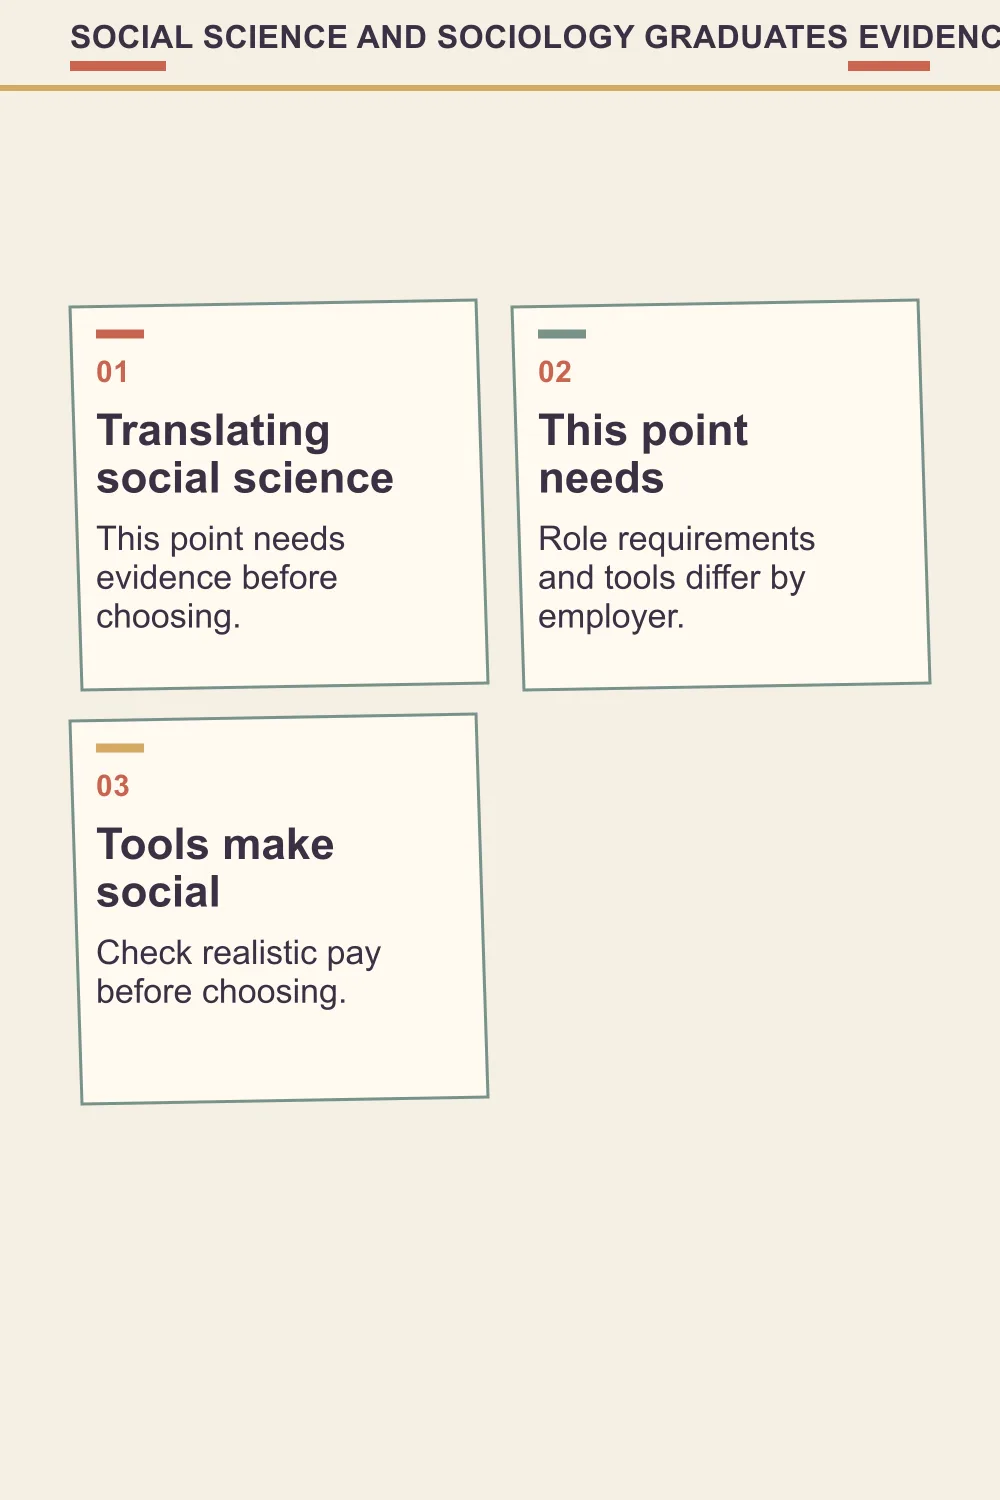 SOCIAL SCIENCE AND SOCIOLOGY GRADUATES EVIDENC
01
Translating
social science
This point needs
evidence before
choosing.
02
This point
needs
Role requirements
and tools differ by
employer.
03
Tools make
social
Check realistic pay
before choosing.